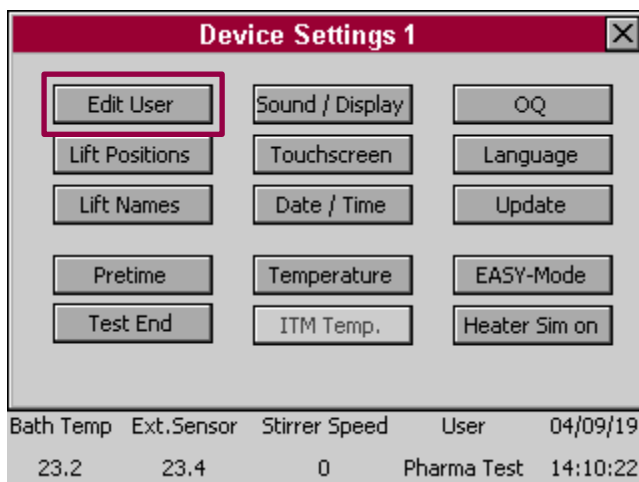 Device Settings 1
Edit User Sound / Display OQ
Lift Positions Touchscreen Language
Lift Names Date / Time Update
Pretime Temperature EASY-Mode
Test End ITM Temp. Heater Sim on
Bath Temp Ext.Sensor Stirrer Speed User 04/09/19
23.2 23.4 0 Pharma Test 14:10:22